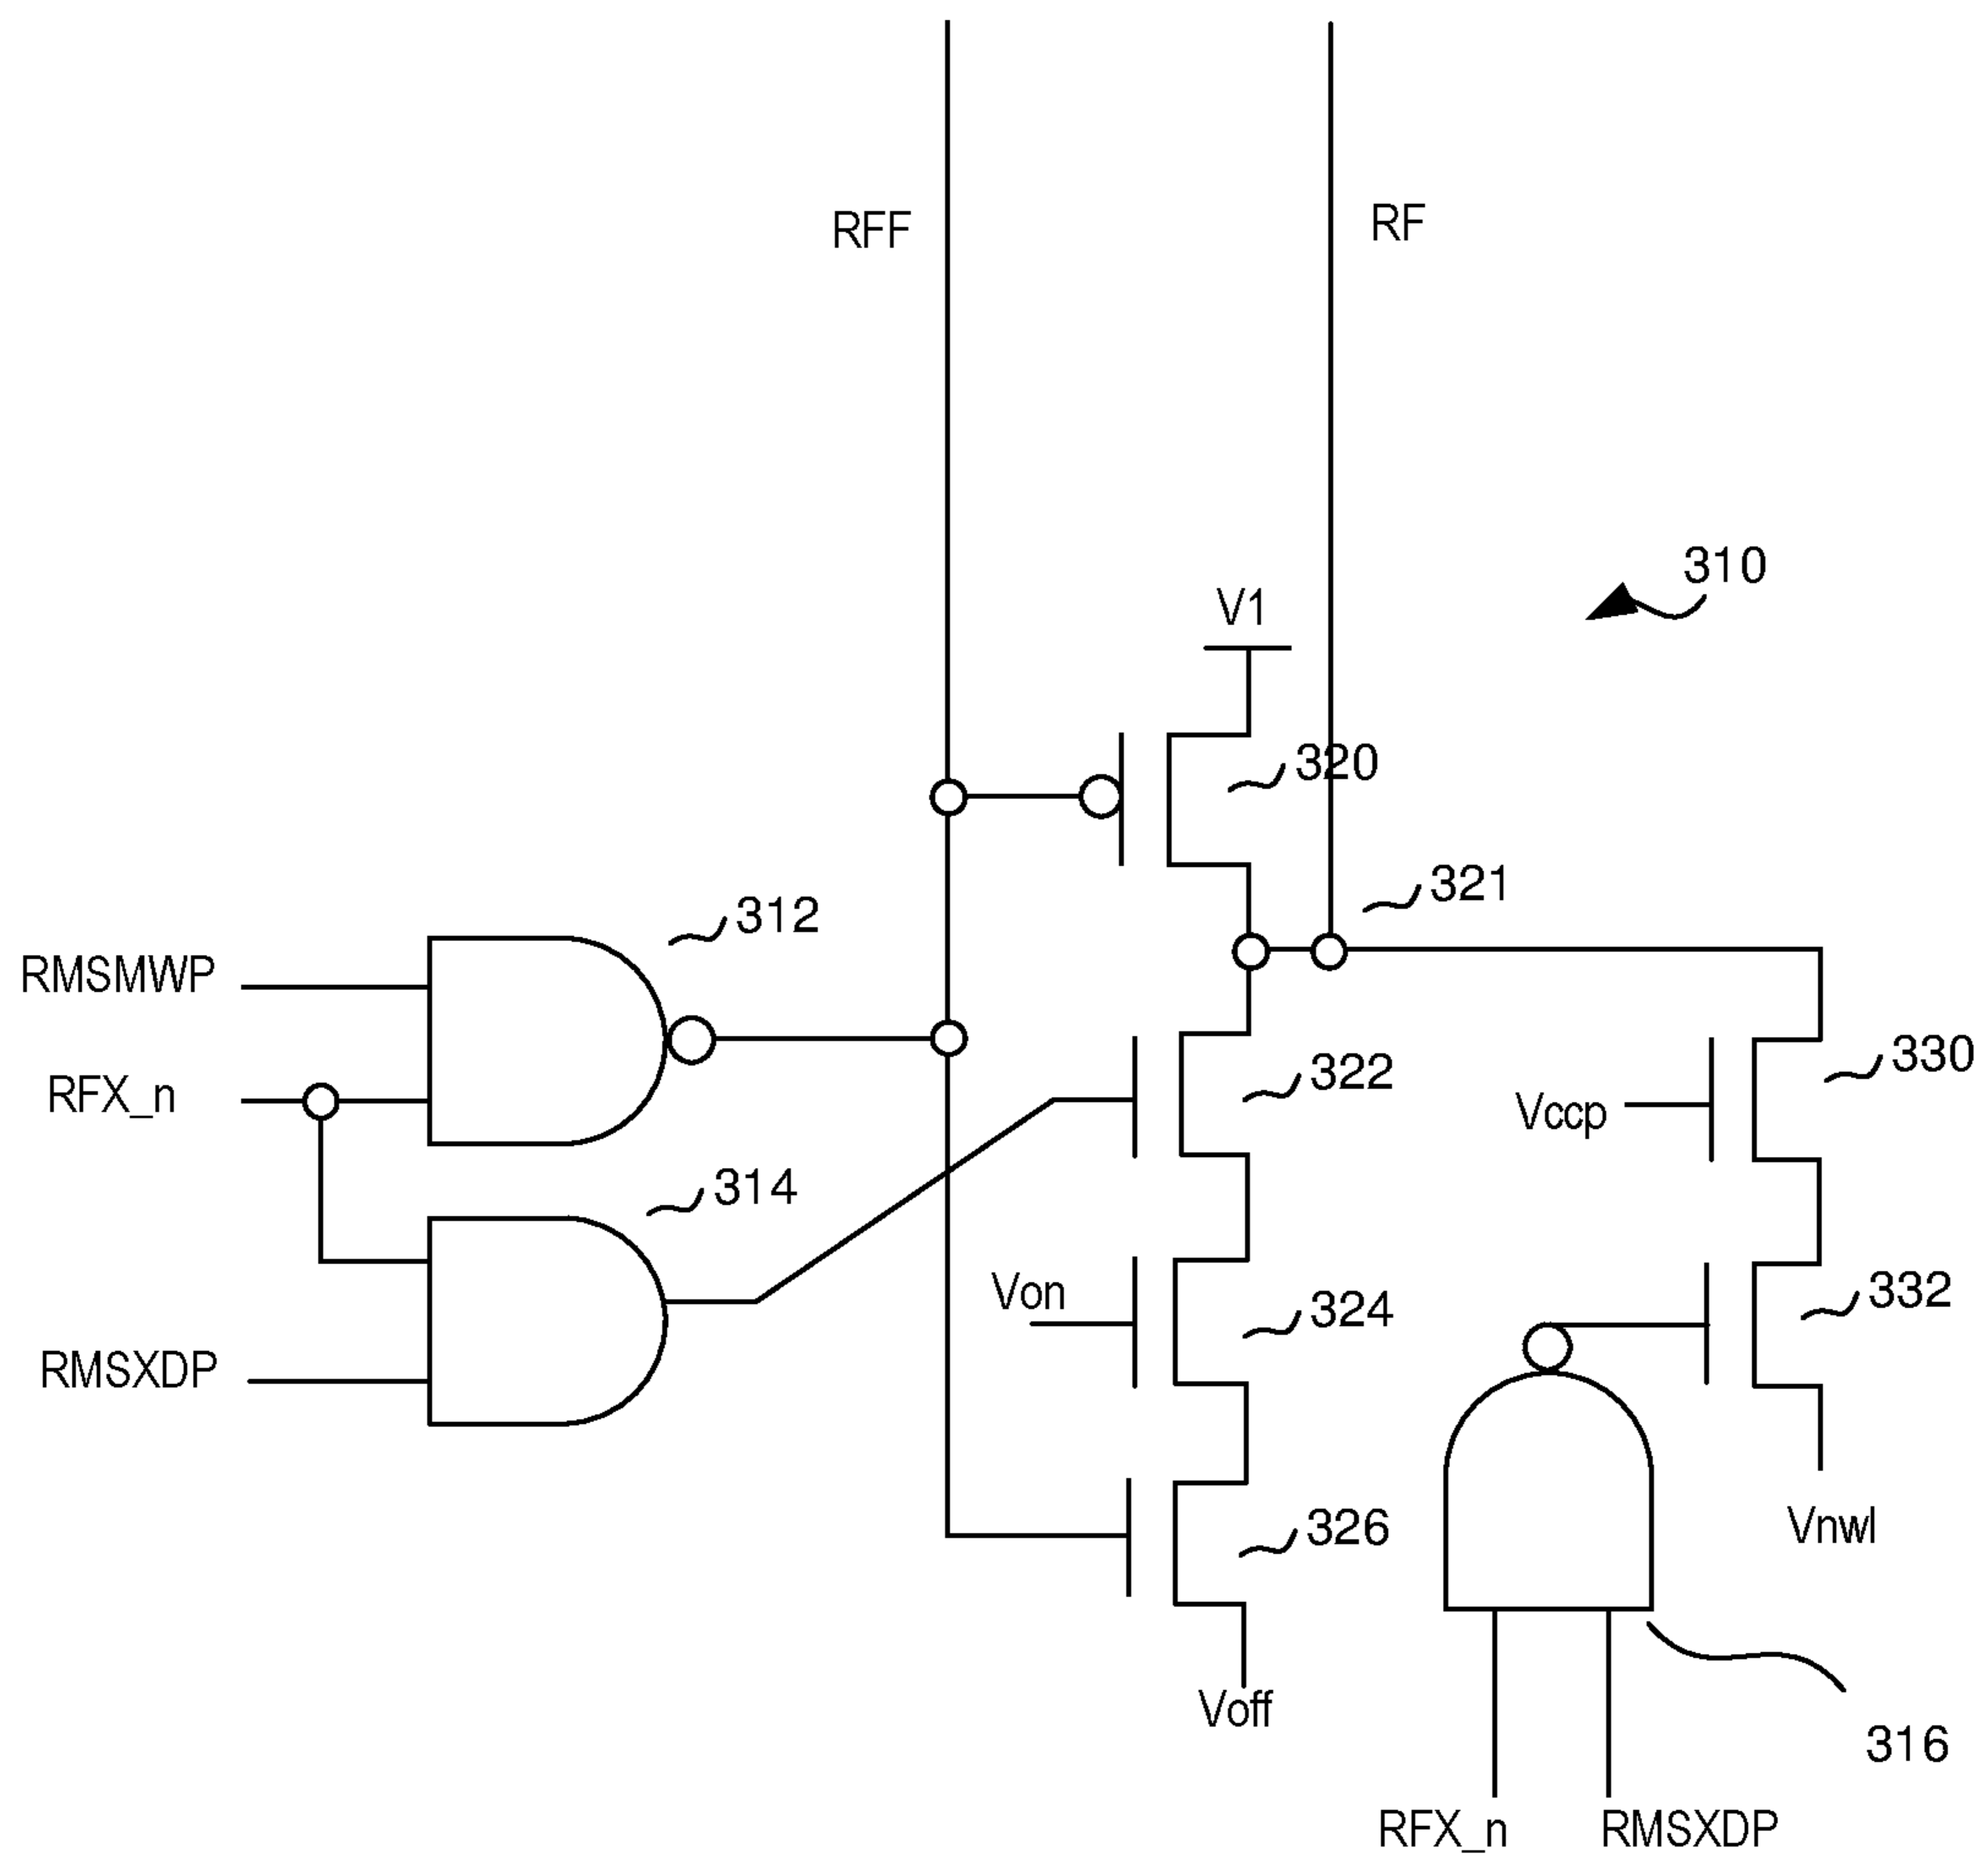 RFF
RF
310
V1
320
321
312
RMSMWP
322
330
RFX_n
Vccp
314
Von
324
332
RMSXDP
326
Vnwl
Voff
316
RFX_n
RMSXDP